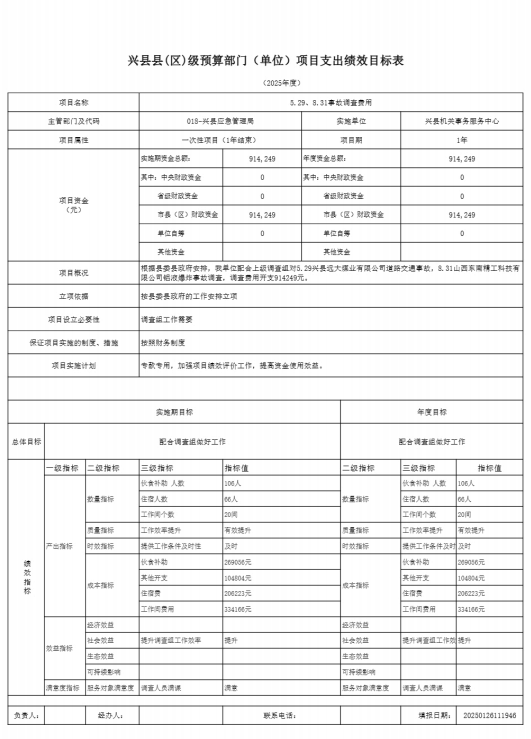 兴县县(区)级预算部门（单位）项目支出绩效目标表
（2025年度）
项目名称 5.29、8.31事故调查费用
主管部门及代码 018-兴县应急管理局 实施单位 兴县机关事务服务中心
项目属性 一次性项目（1年结束） 项目期 1年
项目资金（元） 实施期资金总额： 914,249 年度资金总额： 914,249
其中：中央财政资金 0 其中：中央财政资金 0
省级财政资金 0 省级财政资金 0
市县（区）财政资金 914,249 市县（区）财政资金 914,249
单位自筹 0 单位自筹 0
其他资金 其他资金
项目概况 根据县委县政府安排，我单位配合上级调查组对5.29兴县远大煤业有限公司道路交通事故，8.31山西东南精工科技有
限公司铝液爆炸事故调查，调查费用开支914249元。
立项依据 按县委县政府的工作安排立项
项目设立必要性 调查组工作需要
保证项目实施的制度、措施 按照财务制度
项目实施计划 专款专用，加强项目绩效评价工作，提高资金使用效益。
实施期目标 年度目标
总体目标 配合调查组做好工作 配合调查组做好工作
绩效指标 一级指标 二级指标 三级指标 指标值 二级指标 三级指标 指标值
产出指标 数量指标 伙食补助 人数 106人 数量指标 伙食补助 人数 106人
住宿人数 66人 住宿人数 66人
工作间个数 20间 工作间个数 20间
质量指标 工作效率提升 有效提升 质量指标 工作效率提升 有效提升
时效指标 提供工作条件及时性 及时 时效指标 提供工作条件及时 及时
成本指标 伙食补助 269056元 成本指标 伙食补助 269056元
其他开支 104804元 其他开支 104804元
住宿费 206223元 住宿费 206223元
工作间费用 334166元 工作间费用 334166元
效益指标 经济效益 经济效益
社会效益 提升调查组工作效率 提升 社会效益 提升调查组工作效 提升
生态效益 生态效益
可持续影响 可持续影响
满意度指标 服务对象满意度 调查人员满意 满意 服务对象满意度 调查人员满意 满意
负责人： 经办人： 联系电话： 填报日期： 20250126111946